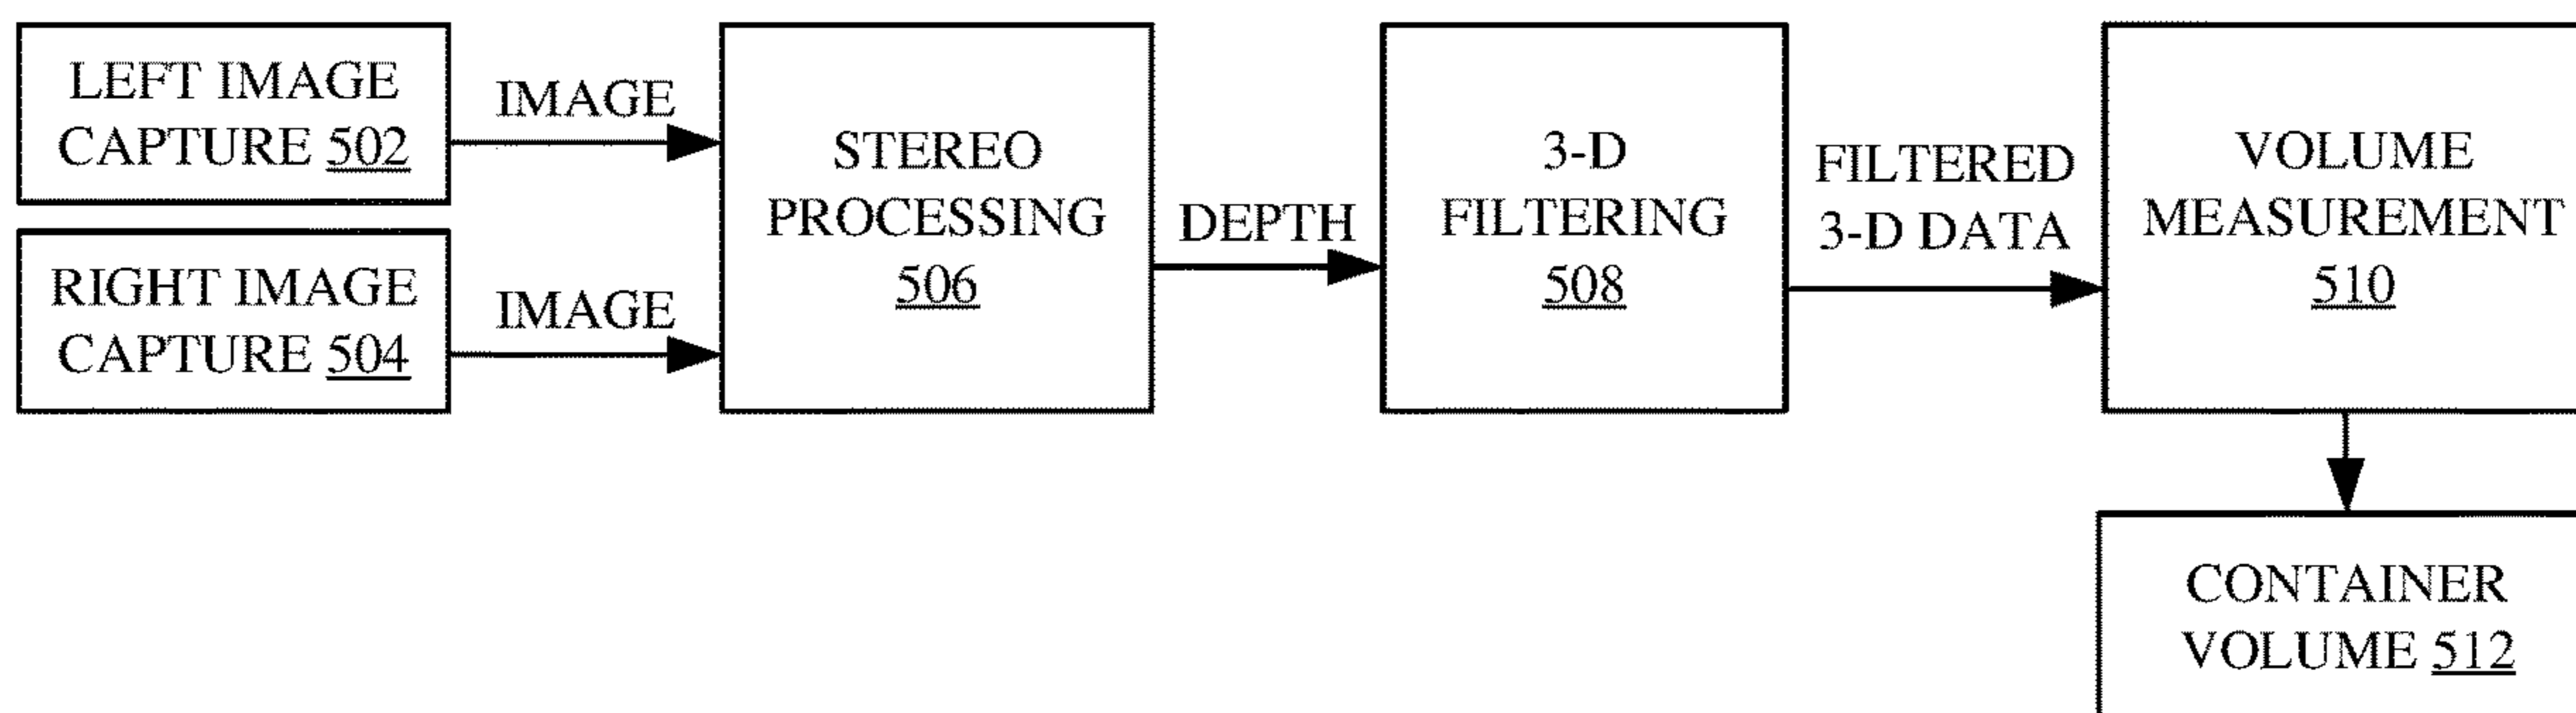 LEFT IMAGE
CAPTURE 502
IMAGE
RIGHT IMAGE
CAPTURE 504
IMAGE
STEREO
PROCESSING
506
DEPTH
3-D
FILTERING
508
FILTERED
3-D DATA
VOLUME
MEASUREMENT
510
CONTAINER
VOLUME 512